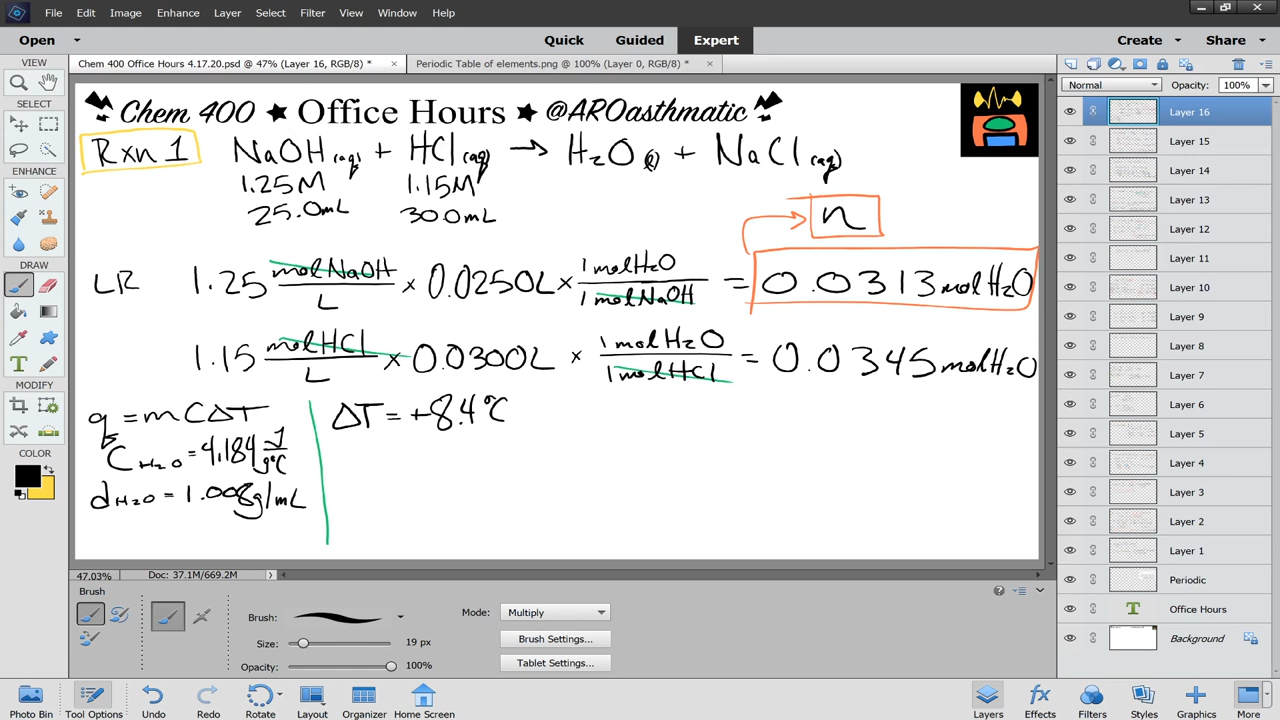 File Edit Image Enhance Layer Select Filter View Window Help
Open Quick Guided Expert Create Share
VIEW
SELECT
ENHANCE
DRAW
MODIFY
COLOR
Chem 400 Office Hours 4.17.20.psd @ 47% (Layer 16, RGB/8) * ×
Periodic Table of elements.png @ 100% (Layer 0, RGB/8) * ×
Chem 400 ★ Office Hours ★ @AROasthmatic
Rxn 1 NaOH (aq) + HCl (aq) → H₂O (l) + NaCl (aq)
1.25M 1.15M
25.0mL 30.0mL
n
LR 1.25 mol NaOH / L × 0.0250L × 1 mol H₂O / 1 mol NaOH = 0.0313 mol H₂O
1.15 mol HCl / L × 0.0300L × 1 mol H₂O / 1 mol HCl = 0.0345 mol H₂O
q = mCΔT
C H₂O = 4.184 J / g°C
d H₂O = 1.008g/mL
ΔT = +8.4°C
47.03% Doc: 37.1M/669.2M
Brush
Brush:
Size: 19 px
Opacity: 100%
Mode: Multiply
Brush Settings...
Tablet Settings...
Normal Opacity: 100%
Layer 16
Layer 15
Layer 14
Layer 13
Layer 12
Layer 11
Layer 10
Layer 9
Layer 8
Layer 7
Layer 6
Layer 5
Layer 4
Layer 3
Layer 2
Layer 1
Periodic
T Office Hours
Background
Photo Bin Tool Options Undo Redo Rotate Layout Organizer Home Screen Layers Effects Filters Styles Graphics More